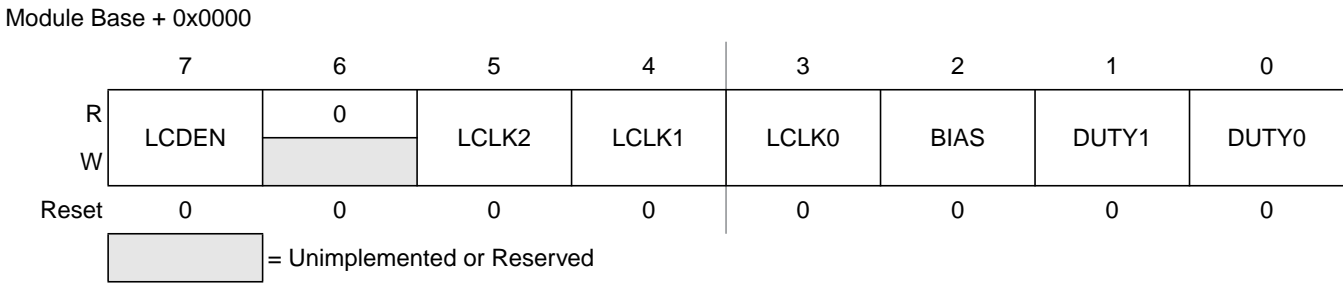 Module Base + 0x0000
7 6 5 4 3 2 1 0
R LCDEN 0 LCLK2 LCLK1 LCLK0 BIAS DUTY1 DUTY0
W
Reset 0 0 0 0 0 0 0 0
= Unimplemented or Reserved